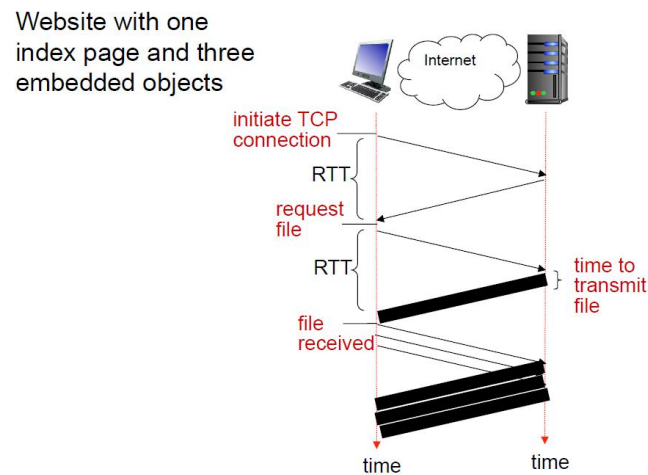 Website with one
index page and three
embedded objects
Internet
initiate TCP
connection
RTT
request
file
RTT
time to
transmit
file
file
received
time
time